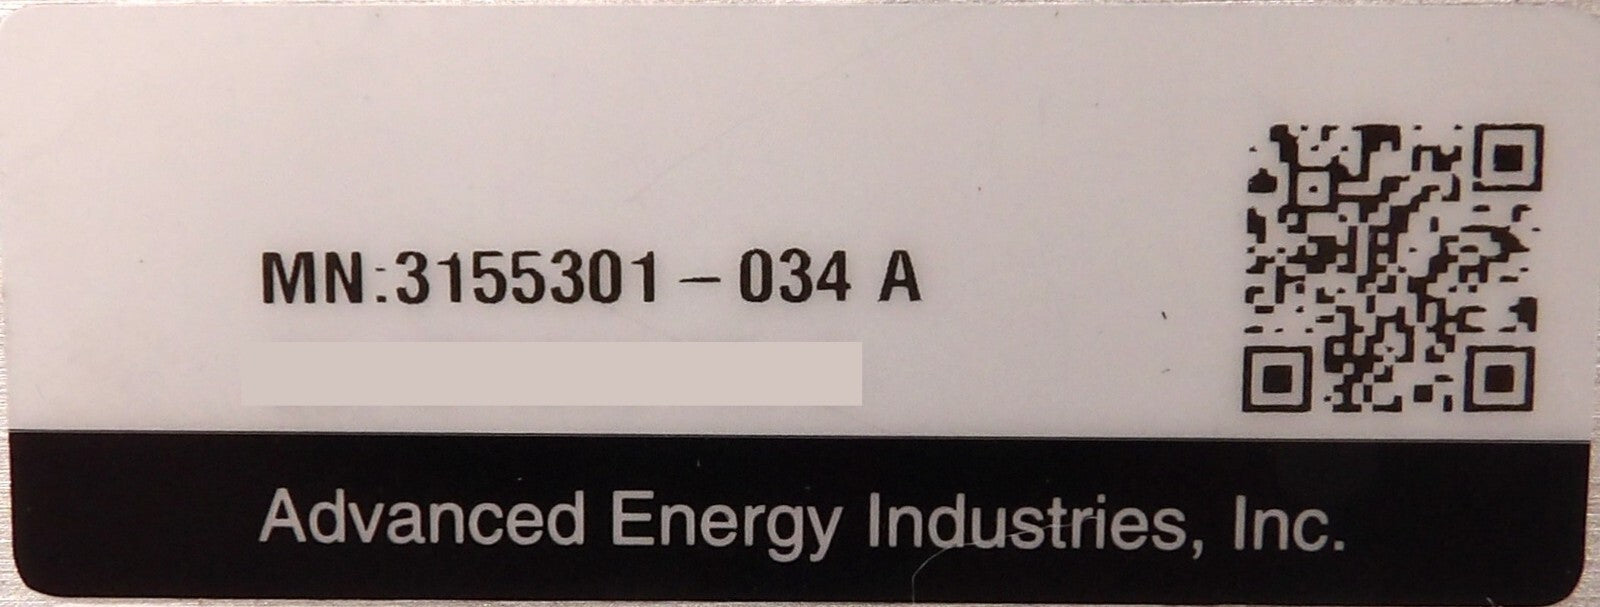 MN:3155301-034 A
Advanced Energy Industries, Inc.